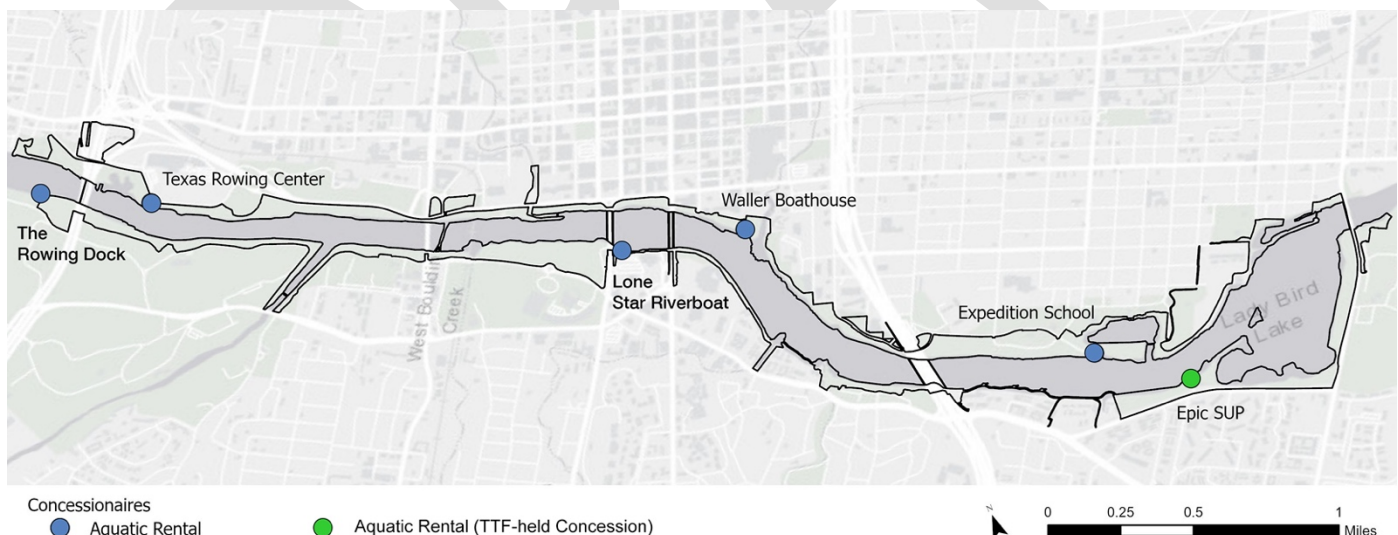 Texas Rowing Center
The
Rowing Dock
West Bouldin
Creek
Lone
Star Riverboat
Waller Boathouse
Expedition School
Lady Bird
Lake
Epic SUP
Concessionaires
Aquatic Rental
Aquatic Rental (TTF-held Concession)
N
0 0.25 0.5 1
Miles